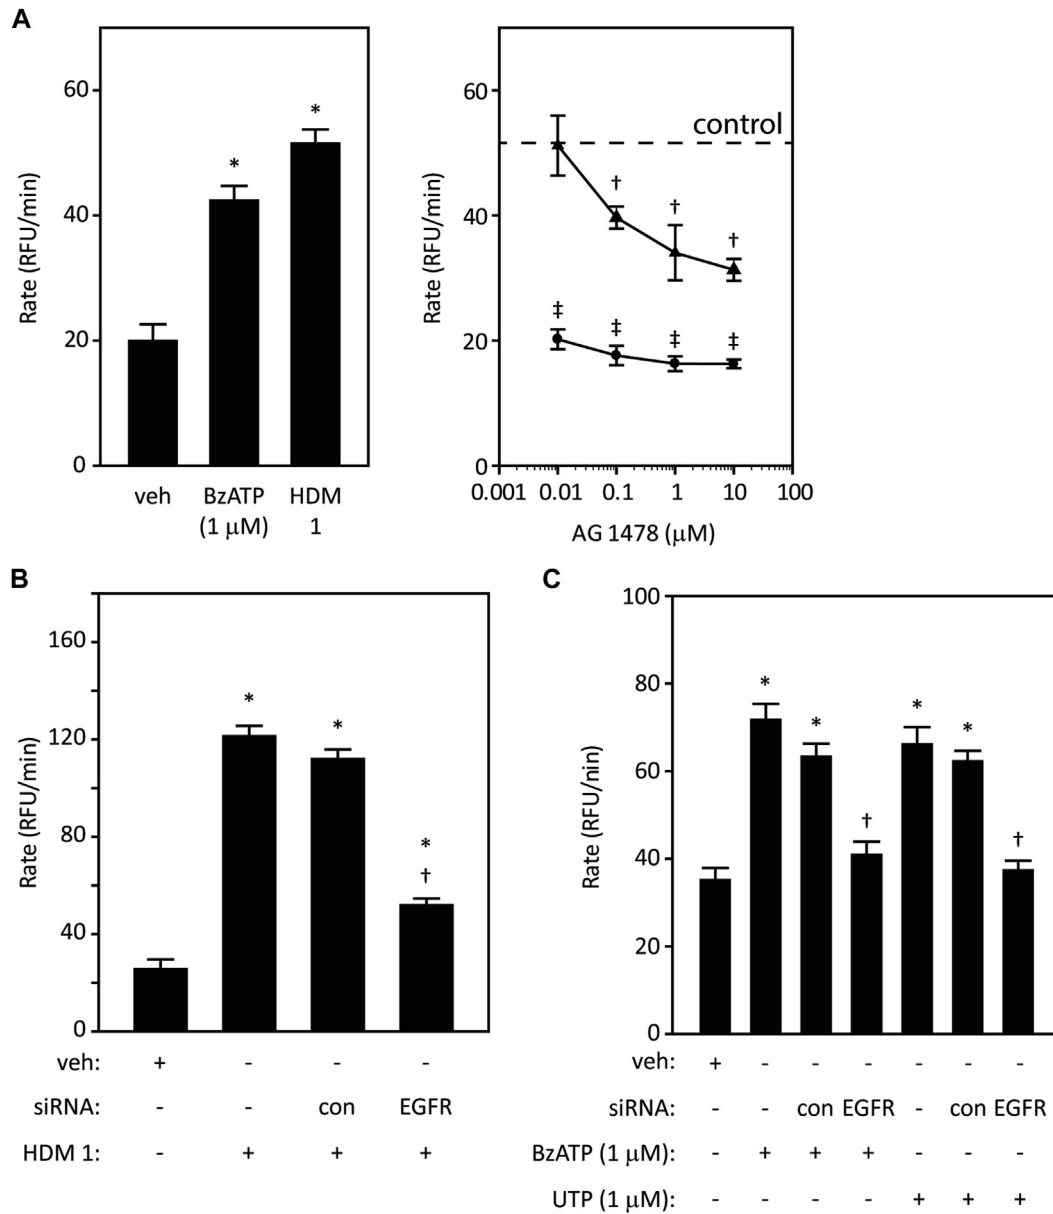 A
Rate (RFU/min)
60
40
20
0
*
*
veh
BzATP
(1 µM)
HDM
1
Rate (RFU/min)
60
40
20
0
control
† † †
‡ ‡ ‡ ‡
0.001 0.01 0.1 1 10 100
AG 1478 (µM)
B
Rate (RFU/min)
160
120
80
40
0
* * *
†
veh: + - - -
siRNA: - - con EGFR
HDM 1: - + + +
C
Rate (RFU/nin)
100
80
60
40
20
0
* * † * * †
veh: + - - - - - -
siRNA: - - con EGFR - con EGFR
BzATP (1 µM): - + + + - - -
UTP (1 µM): - - - - + + +